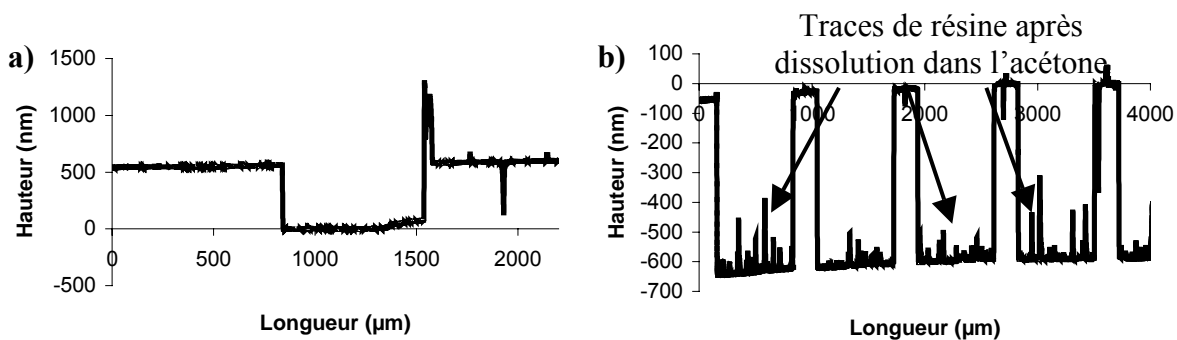 a)
1500
1000
500
0
-500
Hauteur (nm)
0 500 1000 1500 2000
Longueur (µm)
b)
Traces de résine après
dissolution dans l'acétone
100
0
-100
-200
-300
-400
-500
-600
-700
Hauteur (nm)
0 1000 2000 3000 4000
Longueur (µm)